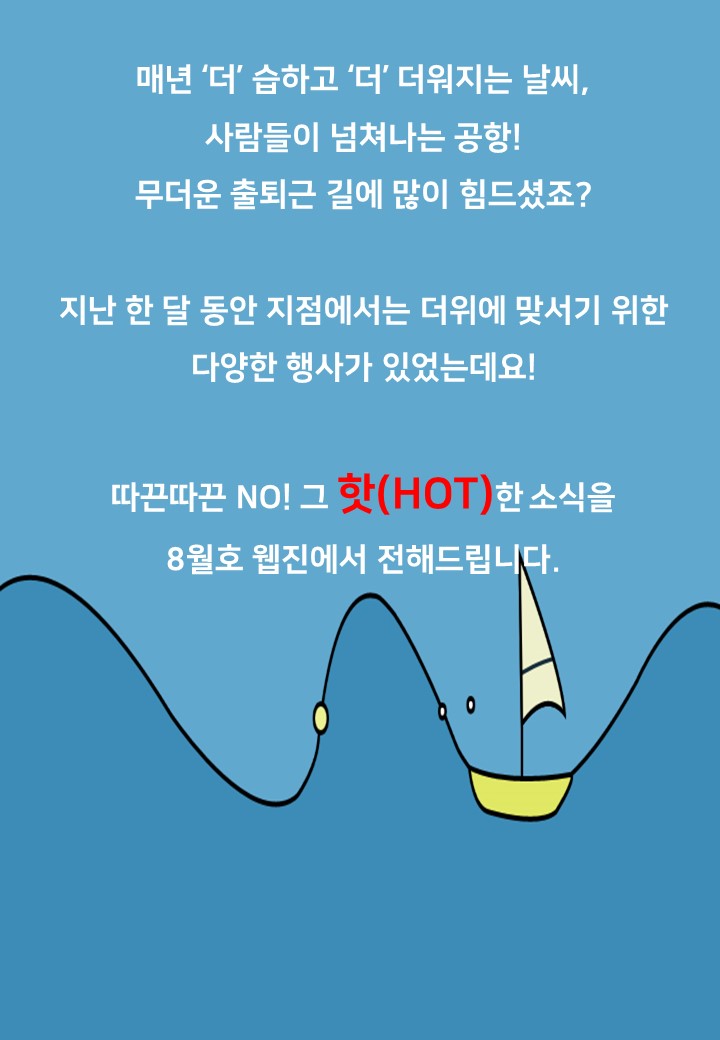 매년 ‘더’ 습하고 ‘더’ 더워지는 날씨,
사람들이 넘쳐나는 공항!
무더운 출퇴근 길에 많이 힘드셨죠?
지난 한 달 동안 지점에서는 더위에 맞서기 위한
다양한 행사가 있었는데요!
따끈따끈 NO! 그 핫(HOT)한 소식을
8월호 웹진에서 전해드립니다.